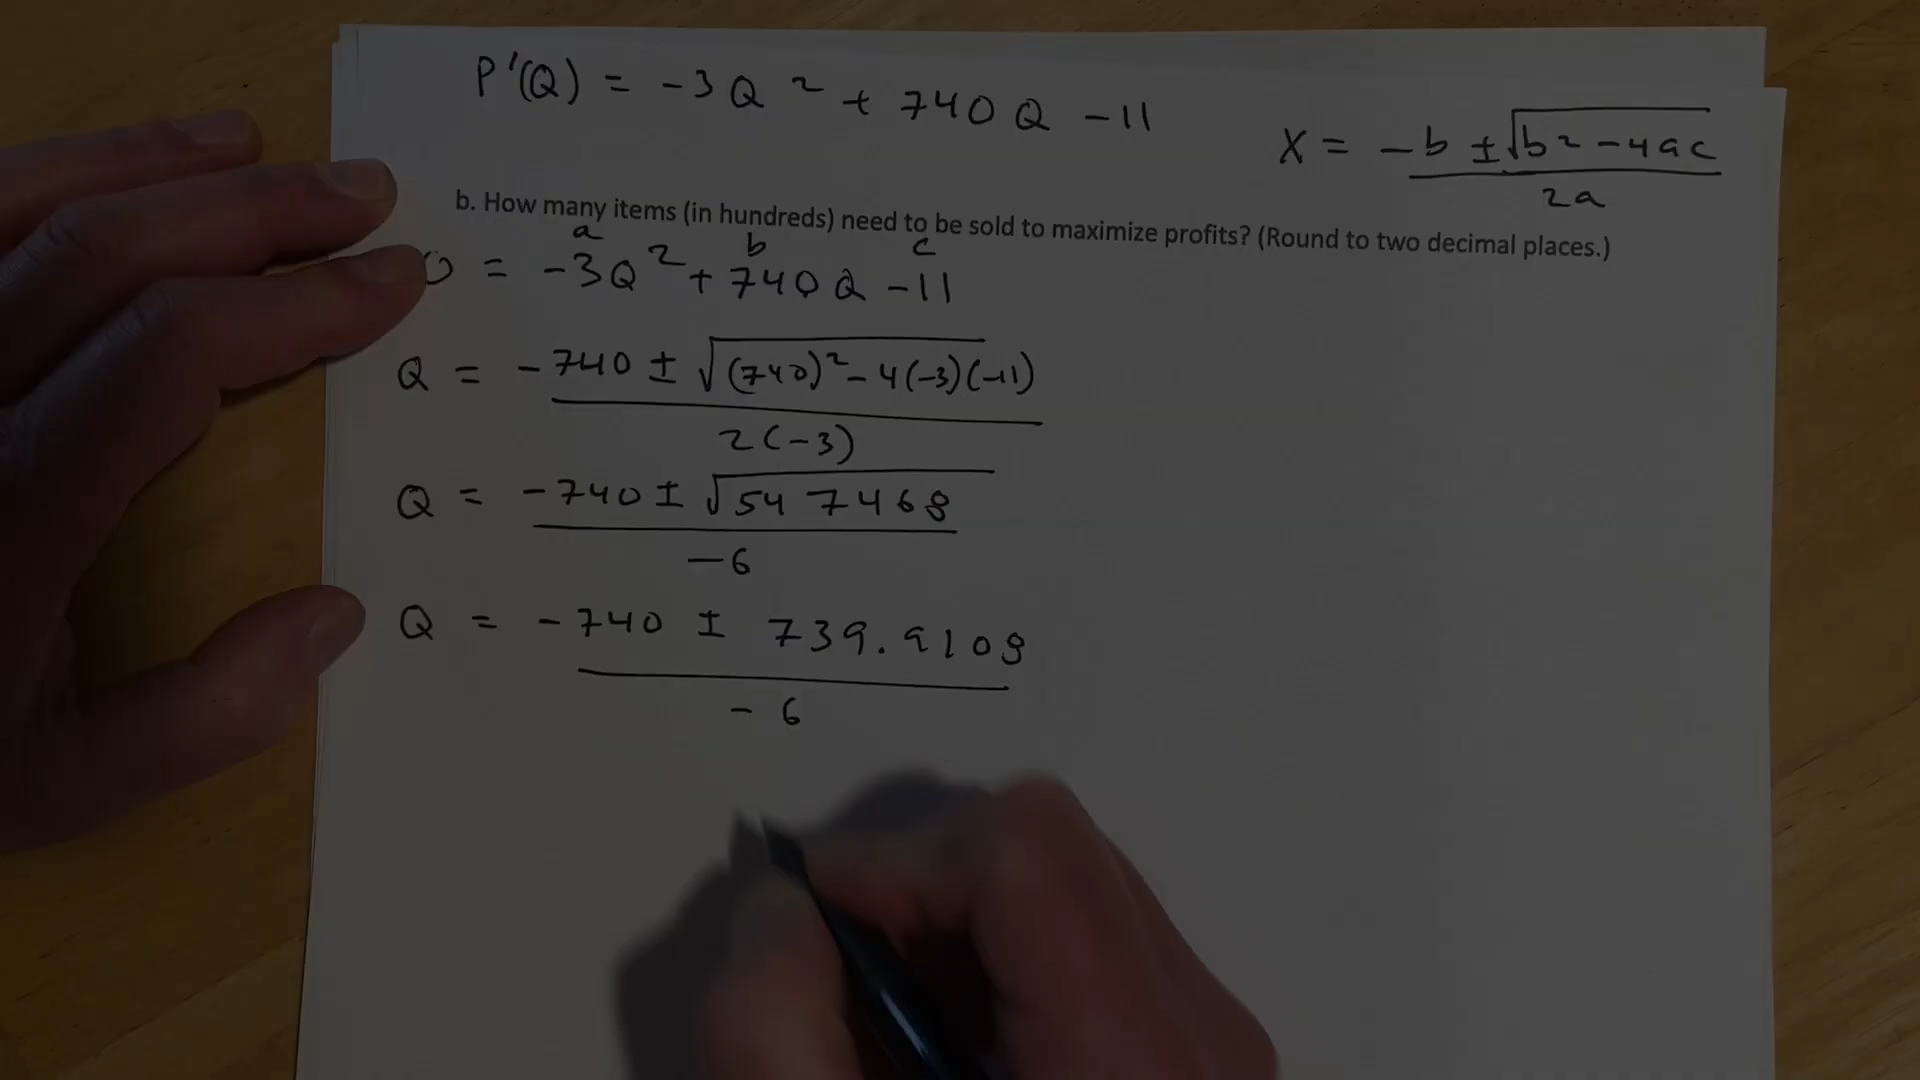 P'(Q) = -3Q² + 740Q - 11
X = -b ± √b² - 4ac
2a
b. How many items (in hundreds) need to be sold to maximize profits? (Round to two decimal places.)
a b c
0 = -3Q² + 740Q - 11
Q = -740 ± √(740)² - 4(-3)(-11)
2(-3)
Q = -740 ± √547468
-6
Q = -740 ± 739.9108
- 6